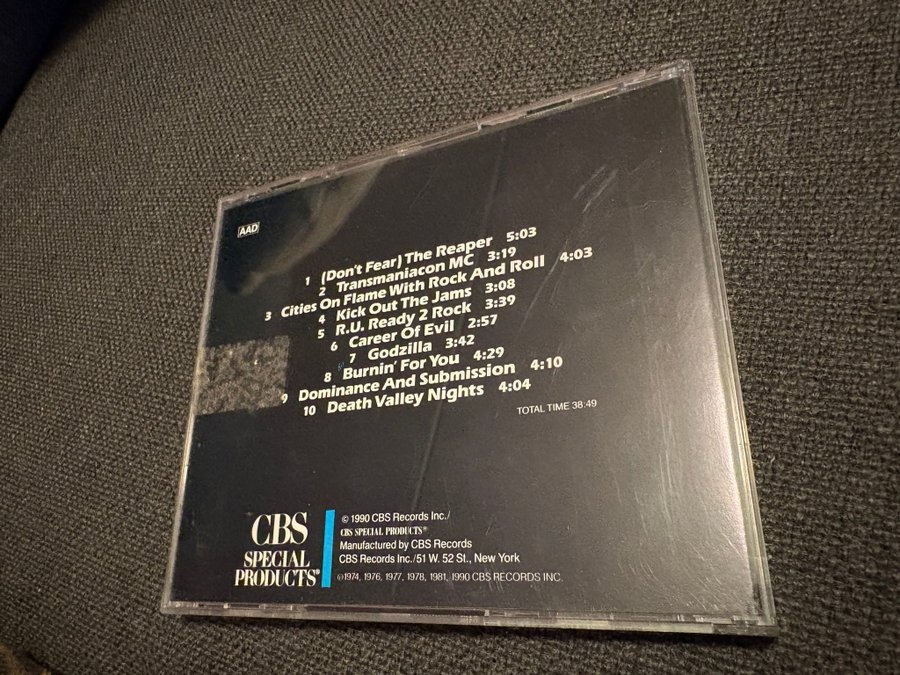 AAD
1 (Don't Fear) The Reaper 5:03
2 Transmaniacon MC 3:19
3 Cities On Flame With Rock And Roll 4:03
4 Kick Out The Jams 3:08
5 R.U. Ready 2 Rock 3:39
6 Career Of Evil 2:57
7 Godzilla 3:42
8 Burnin' For You 4:29
9 Dominance And Submission 4:10
10 Death Valley Nights 4:04
TOTAL TIME 38:49
CBS
SPECIAL
PRODUCTS®
© 1990 CBS Records Inc./
CBS SPECIAL PRODUCTS®
Manufactured by CBS Records
CBS Records Inc./51 W. 52 St., New York
℗1974, 1976, 1977, 1978, 1981, 1990 CBS RECORDS INC.